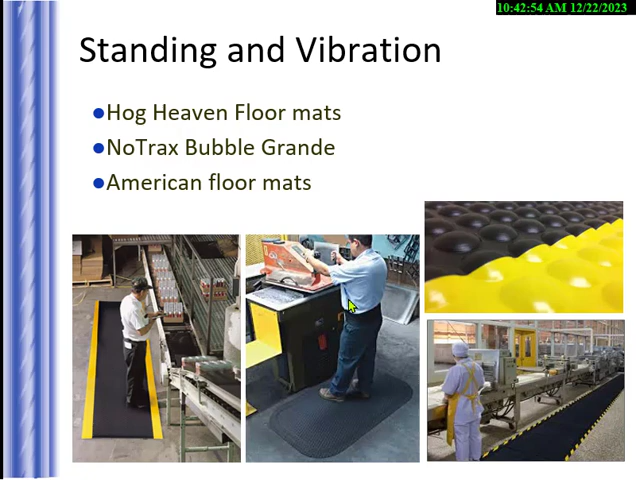 10:42:54 AM 12/22/2023
Standing and Vibration
●Hog Heaven Floor mats
●NoTrax Bubble Grande
●American floor mats